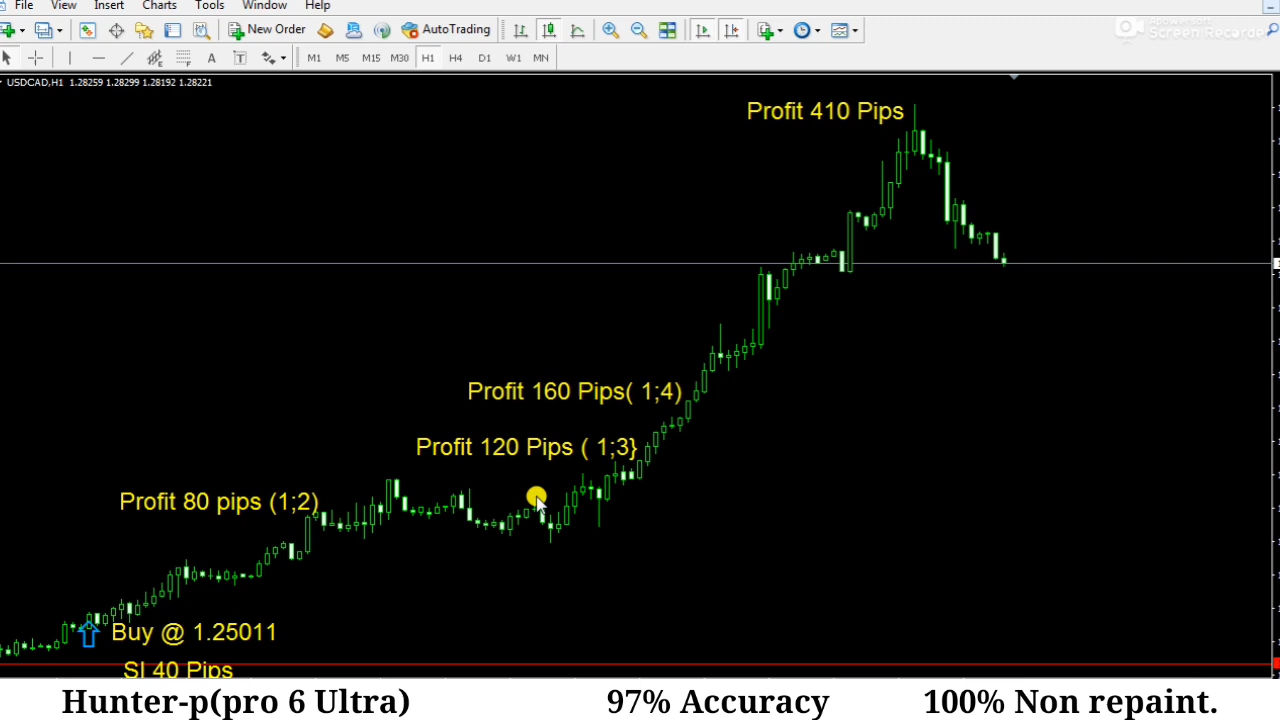 File View Insert Charts Tools Window Help
New Order AutoTrading
Apowersoft
Screen Recorder
A T M1 M5 M15 M30 H1 H4 D1 W1 MN
USDCAD,H1 1.28259 1.28299 1.28192 1.28221
Profit 410 Pips
Profit 160 Pips( 1;4)
Profit 120 Pips ( 1;3}
Profit 80 pips (1;2)
Buy @ 1.25011
Sl 40 Pips
Hunter-p(pro 6 Ultra) 97% Accuracy 100% Non repaint.